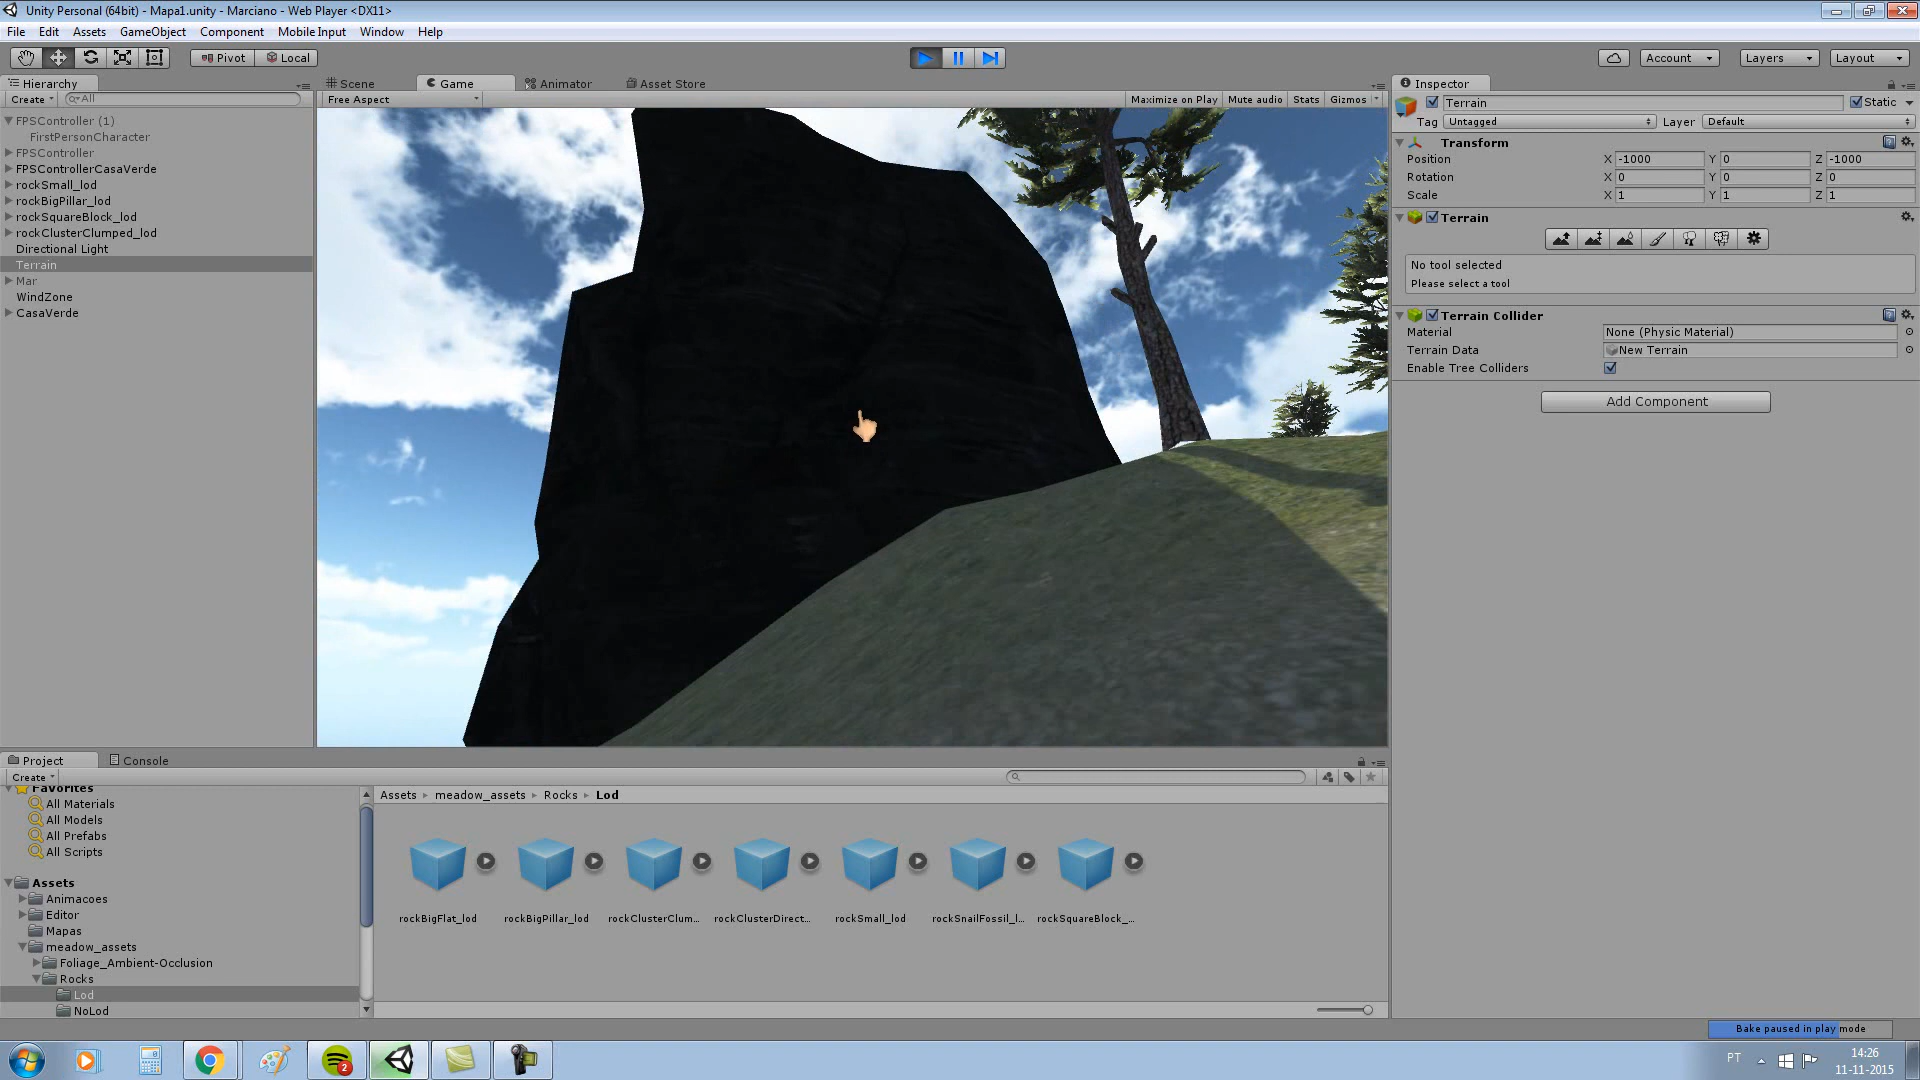 Unity Personal (64bit) - Mapa1.unity - Marciano - Web Player <DX11>
File Edit Assets GameObject Component Mobile Input Window Help
Pivot Local Account Layers Layout
Hierarchy
Create All
FPSController (1)
FirstPersonCharacter
FPSController
FPSControllerCasaVerde
rockSmall_lod
rockBigPillar_lod
rockSquareBlock_lod
rockClusterClumped_lod
Directional Light
Terrain
Mar
WindZone
CasaVerde
Scene Game Animator Asset Store
Free Aspect Maximize on Play Mute audio Stats Gizmos
Inspector
Terrain Static
Tag Untagged Layer Default
Transform
Position X -1000 Y 0 Z -1000
Rotation X 0 Y 0 Z 0
Scale X 1 Y 1 Z 1
Terrain
No tool selected
Please select a tool
Terrain Collider
Material None (Physic Material)
Terrain Data New Terrain
Enable Tree Colliders
Add Component
Project Console
Create
Favorites
All Materials
All Models
All Prefabs
All Scripts
Assets
Animacoes
Editor
Mapas
meadow_assets
Foliage_Ambient-Occlusion
Rocks
Lod
NoLod
Assets meadow_assets Rocks Lod
rockBigFlat_lod rockBigPillar_lod rockClusterClum... rockClusterDirect... rockSmall_lod rockSnailFossil_l... rockSquareBlock_...
Bake paused in play mode
2
PT
14:26
11-11-2015